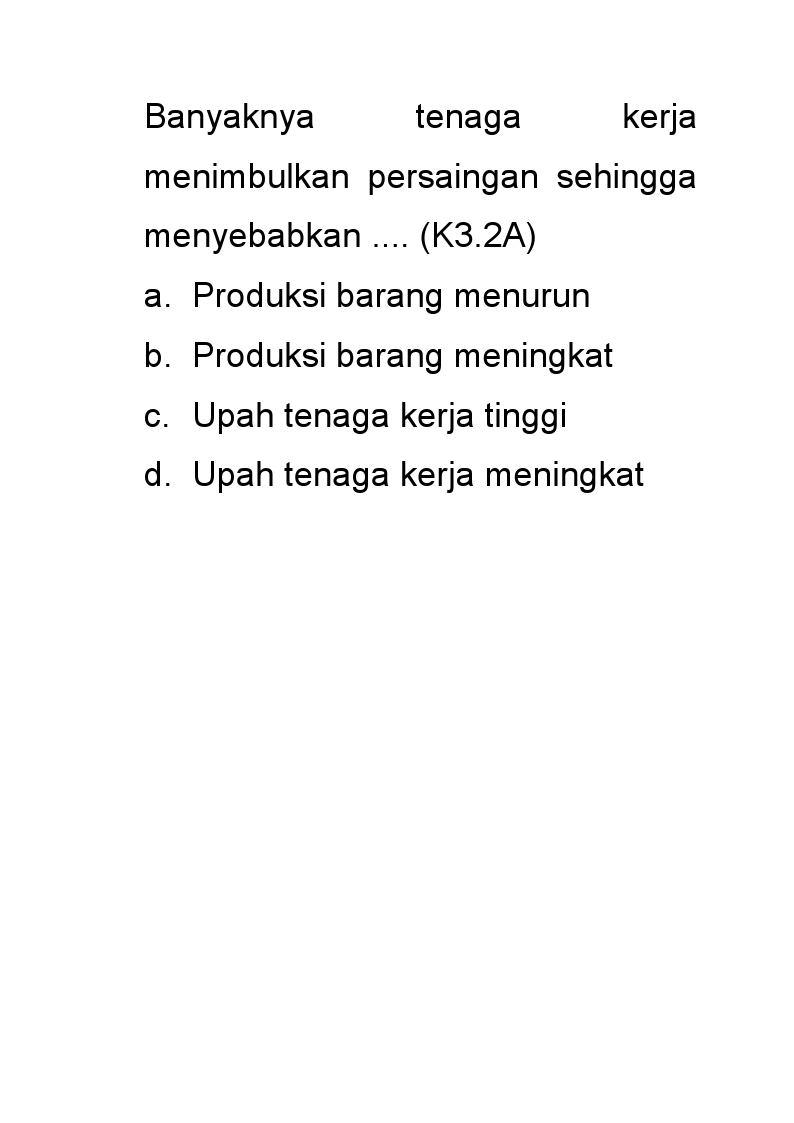 Banyaknya tenaga kerja
menimbulkan persaingan sehingga
menyebabkan .... (K3.2A)
a. Produksi barang menurun
b. Produksi barang meningkat
c. Upah tenaga kerja tinggi
d. Upah tenaga kerja meningkat